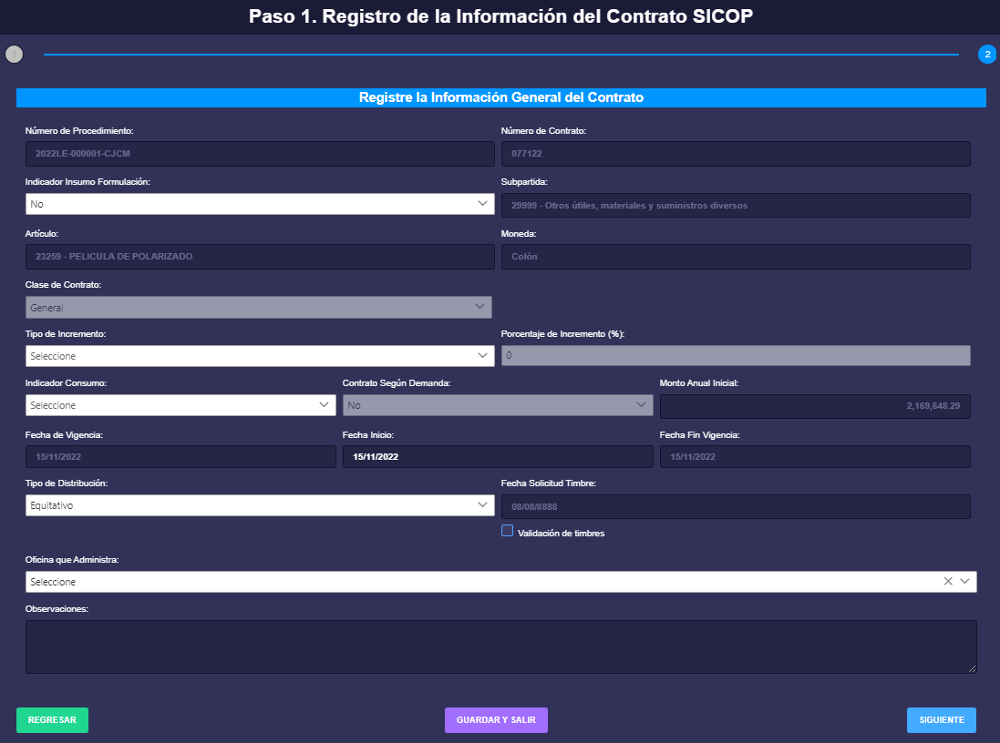 Paso 1. Registro de la Información del Contrato SICOP
1
2
Registre la Información General del Contrato
Número de Procedimiento:
Número de Contrato:
2022LE-000001-CJCM
077122
Indicador Insumo Formulación:
Subpartida:
No
29999 - Otros útiles, materiales y suministros diversos
Artículo:
Moneda:
23259 - PELICULA DE POLARIZADO
Colón
Clase de Contrato:
General
Tipo de Incremento:
Porcentaje de Incremento (%):
Seleccione
0
Indicador Consumo:
Contrato Según Demanda:
Monto Anual Inicial:
Seleccione
No
2,169,648.29
Fecha de Vigencia:
Fecha Inicio:
Fecha Fin Vigencia:
15/11/2022
15/11/2022
15/11/2022
Tipo de Distribución:
Fecha Solicitud Timbre:
Equitativo
08/08/8888
Validación de timbres
Oficina que Administra:
Seleccione
Observaciones:
REGRESAR
GUARDAR Y SALIR
SIGUIENTE